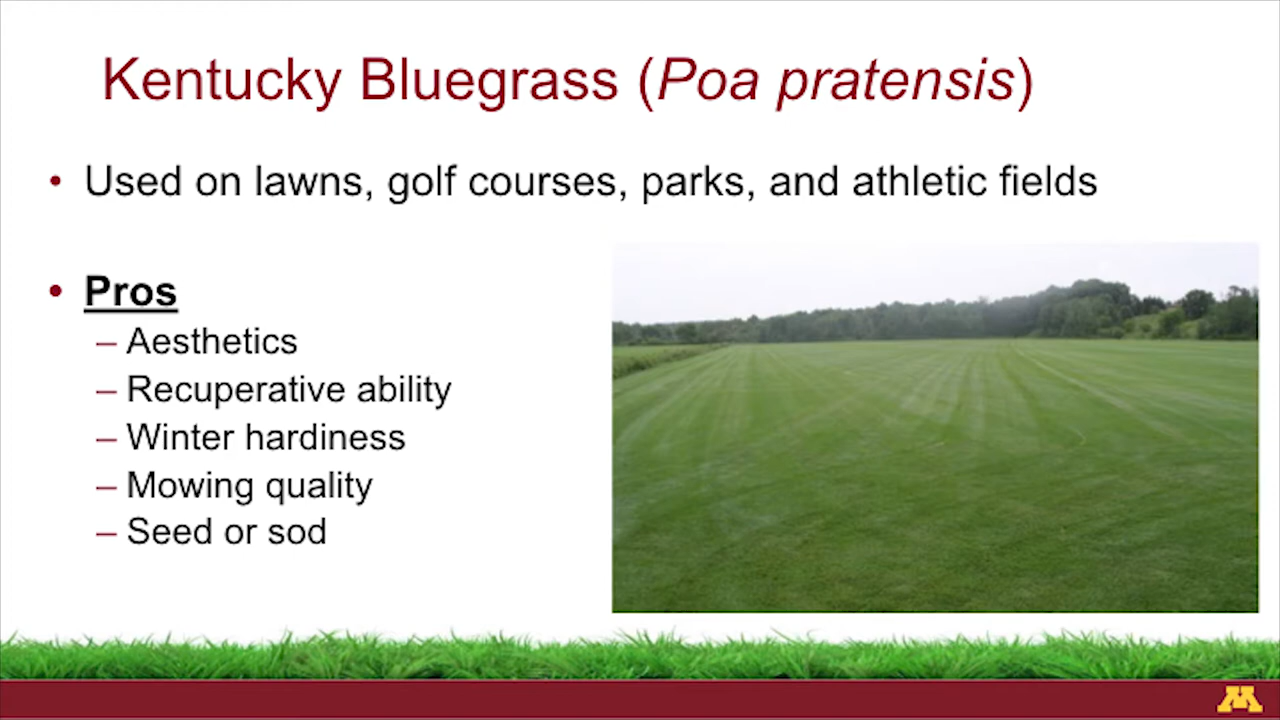 Kentucky Bluegrass (Poa pratensis)
• Used on lawns, golf courses, parks, and athletic fields
• Pros
– Aesthetics
– Recuperative ability
– Winter hardiness
– Mowing quality
– Seed or sod
M